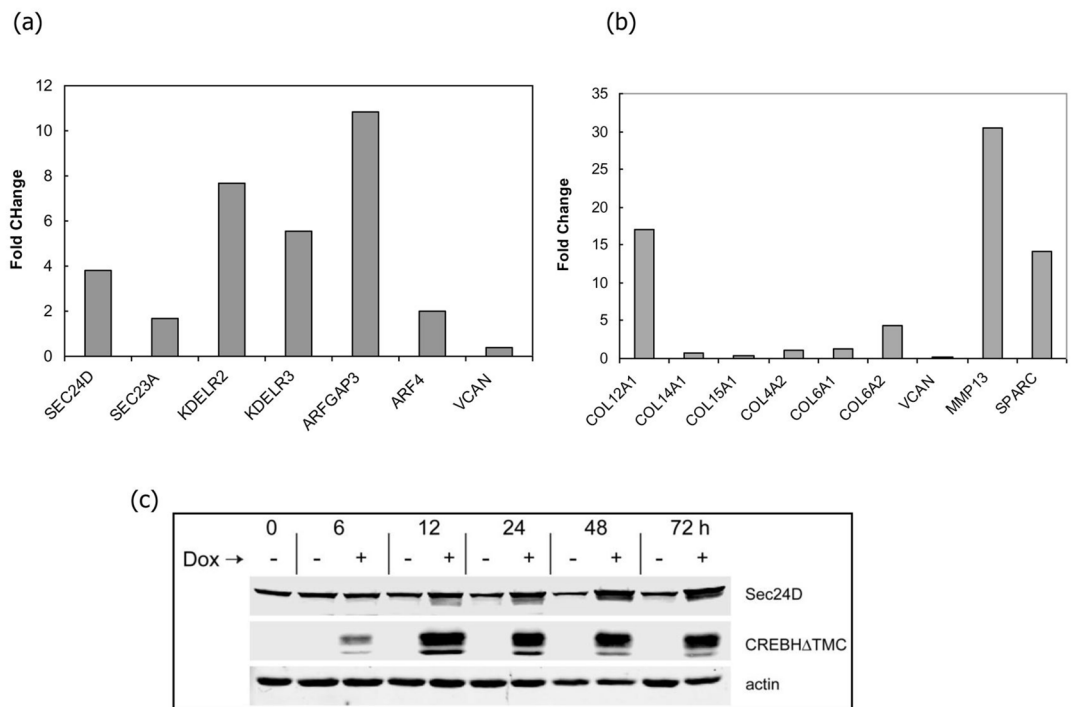 (a)
(b)
Fold CHange
12
10
8
6
4
2
0
SEC24D
SEC23A
KDELR2
KDELR3
ARFGAP3
ARF4
VCAN
Fold Change
35
30
25
20
15
10
5
0
COL12A1
COL14A1
COL15A1
COL4A2
COL6A1
COL6A2
VCAN
MMP13
SPARC
(c)
0 6 12 24 48 72 h
Dox → - - + - + - + - + - +
Sec24D
CREBHΔTMC
actin